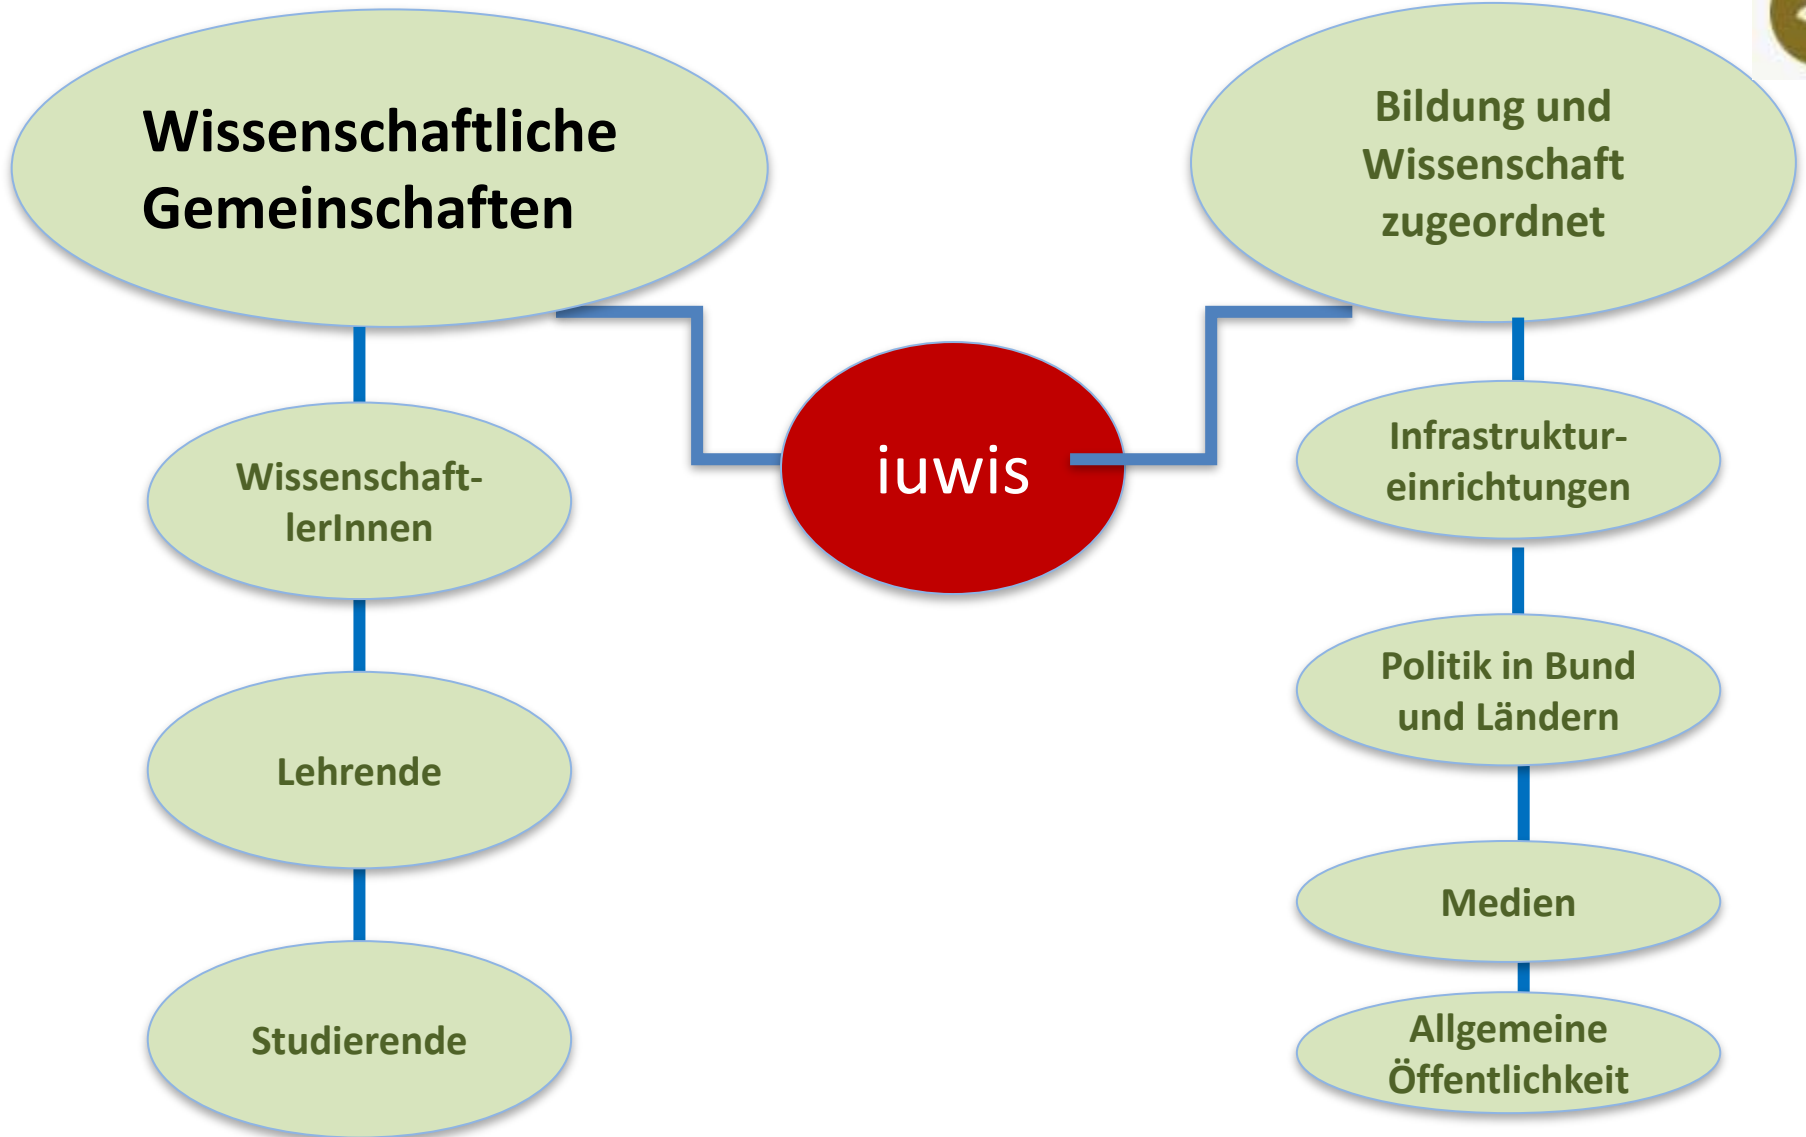 Wissenschaftliche
Gemeinschaften
Wissenschaft-
lerInnen
Lehrende
Studierende
iuwis
Bildung und
Wissenschaft
zugeordnet
Infrastruktur-
einrichtungen
Politik in Bund
und Ländern
Medien
Allgemeine
Öffentlichkeit